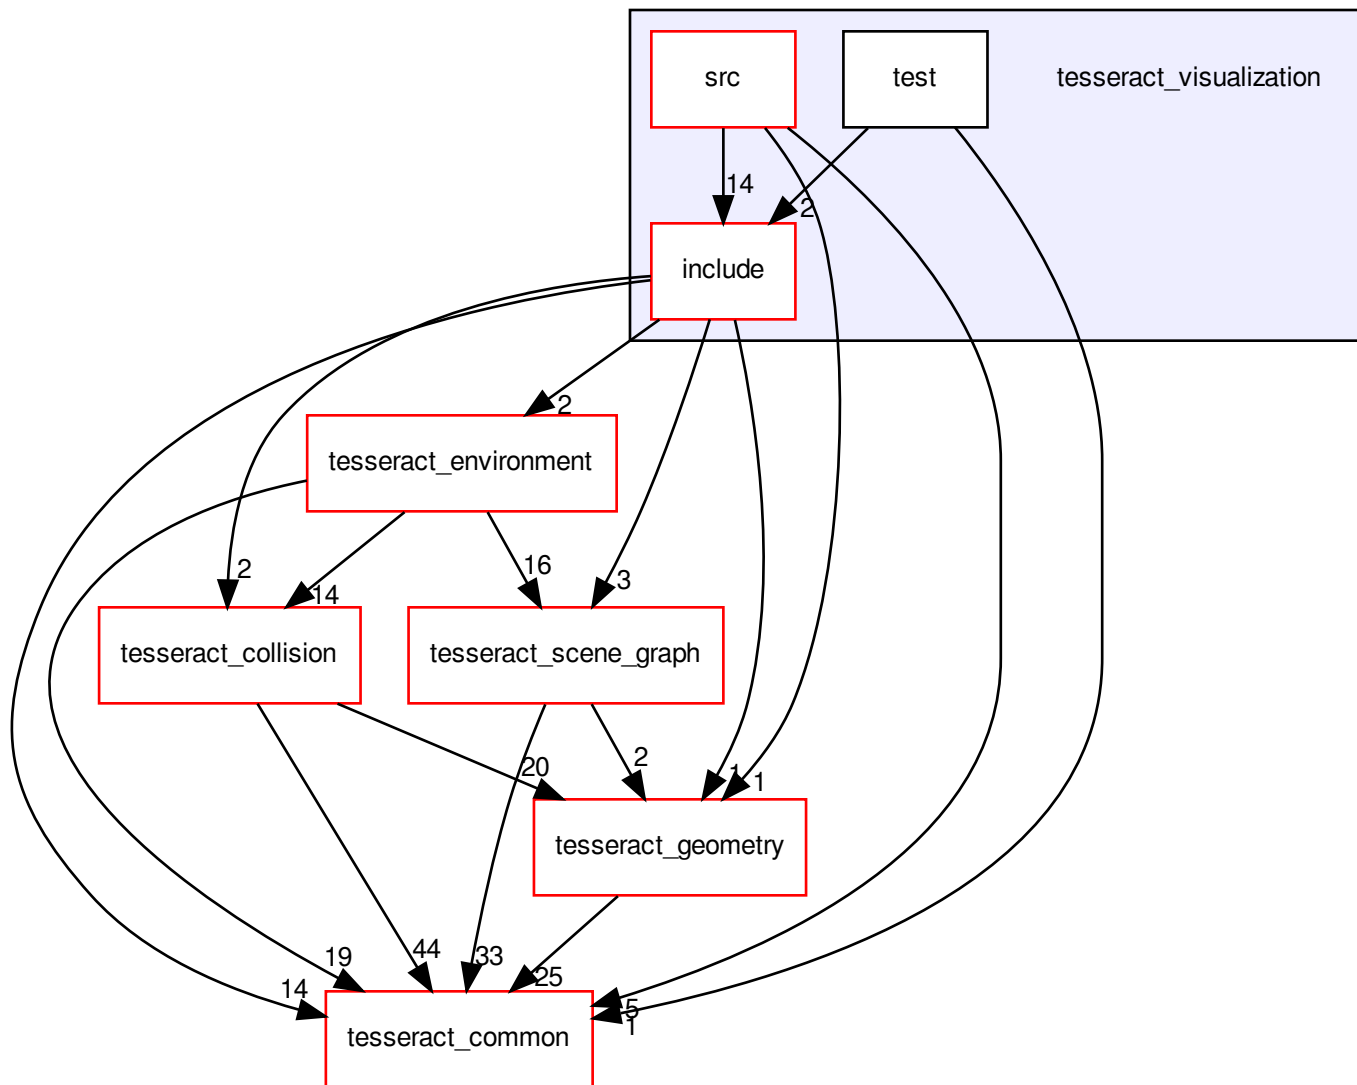 src
test
tesseract_visualization
14
2
include
2
tesseract_environment
16
3
2
14
tesseract_collision
tesseract_scene_graph
2
20
1
1
tesseract_geometry
19
44
33
25
14
5
1
tesseract_common